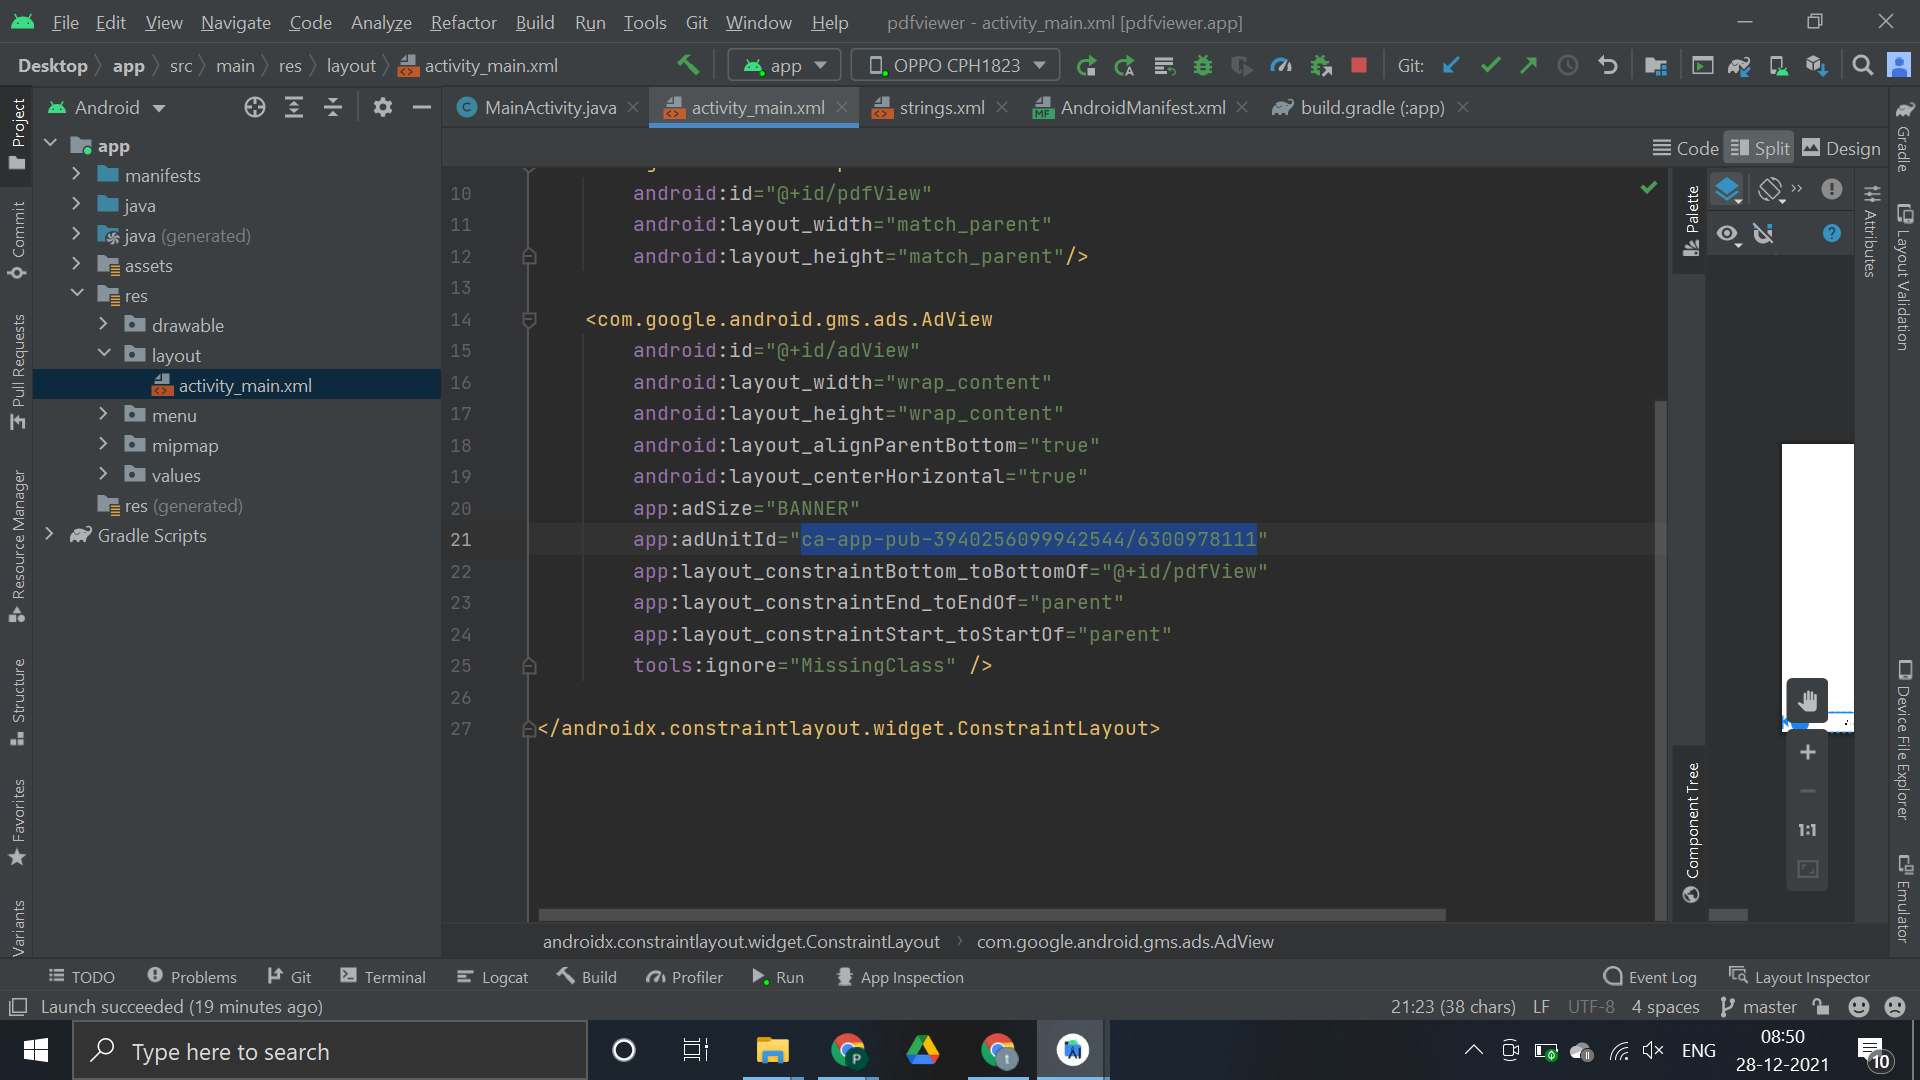 File Edit View Navigate Code Analyze Refactor Build Run Tools Git Window Help pdfviewer - activity_main.xml [pdfviewer.app]
Desktop app src main res layout activity_main.xml app OPPO CPH1823 Git:
Android MainActivity.java activity_main.xml strings.xml AndroidManifest.xml build.gradle (:app)
Code Split Design
Project
Commit
Pull Requests
Resource Manager
Structure
Favorites
Variants
app
manifests
java
java (generated)
assets
res
drawable
layout
activity_main.xml
menu
mipmap
values
res (generated)
Gradle Scripts
10 android:id="@+id/pdfView"
11 android:layout_width="match_parent"
12 android:layout_height="match_parent"/>
13
14 <com.google.android.gms.ads.AdView
15 android:id="@+id/adView"
16 android:layout_width="wrap_content"
17 android:layout_height="wrap_content"
18 android:layout_alignParentBottom="true"
19 android:layout_centerHorizontal="true"
20 app:adSize="BANNER"
21 app:adUnitId="ca-app-pub-3940256099942544/6300978111"
22 app:layout_constraintBottom_toBottomOf="@+id/pdfView"
23 app:layout_constraintEnd_toEndOf="parent"
24 app:layout_constraintStart_toStartOf="parent"
25 tools:ignore="MissingClass" />
26
27 </androidx.constraintlayout.widget.ConstraintLayout>
Palette
Component Tree
1:1
Attributes
Gradle
Layout Validation
Device File Explorer
Emulator
androidx.constraintlayout.widget.ConstraintLayout com.google.android.gms.ads.AdView
TODO Problems Git Terminal Logcat Build Profiler Run App Inspection Event Log Layout Inspector
Launch succeeded (19 minutes ago) 21:23 (38 chars) LF UTF-8 4 spaces master
Type here to search ENG 08:50
28-12-2021 10